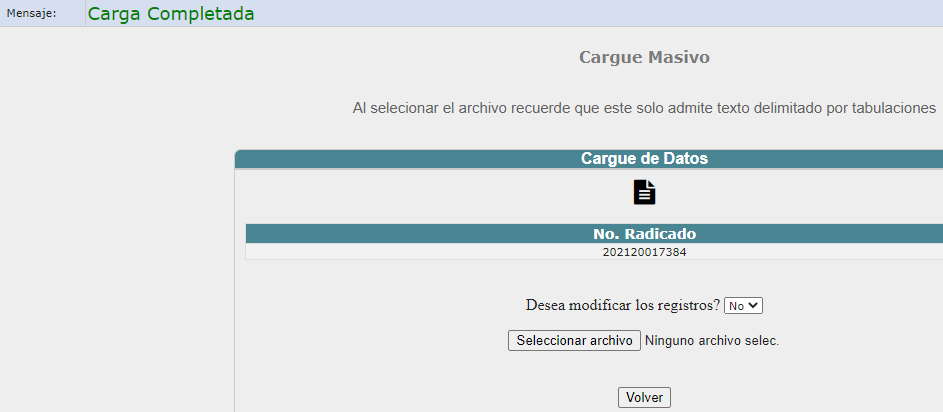 Mensaje: Carga Completada
Cargue Masivo
Al selecionar el archivo recuerde que este solo admite texto delimitado por tabulaciones
Cargue de Datos
No. Radicado
202120017384
Desea modificar los registros? No
Seleccionar archivo Ninguno archivo selec.
Volver